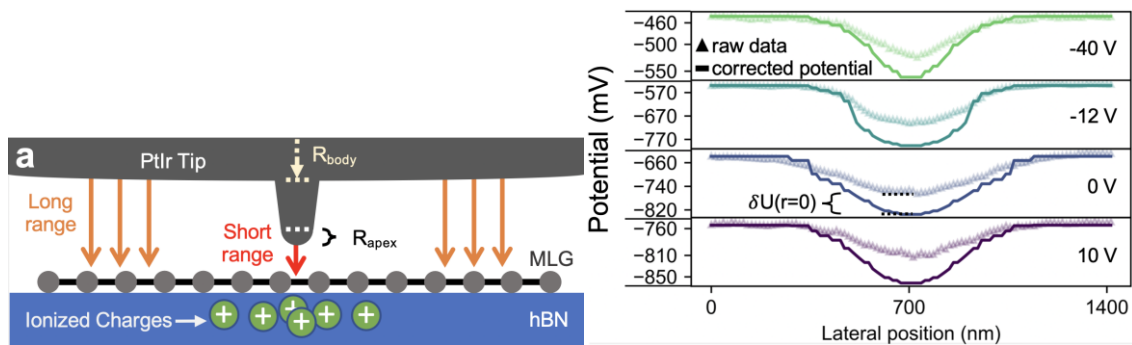 a
PtIr Tip
R_body
Long
range
Short
range
R_apex
MLG
Ionized Charges
hBN
+ + + + + +
Potential (mV)
−460
−500
−550
▲ raw data
▬ corrected potential
-40 V
−570
−670
−770
-12 V
−660
−740
−820
δU(r=0)
0 V
−760
−810
−850
10 V
0 700 1400
Lateral position (nm)